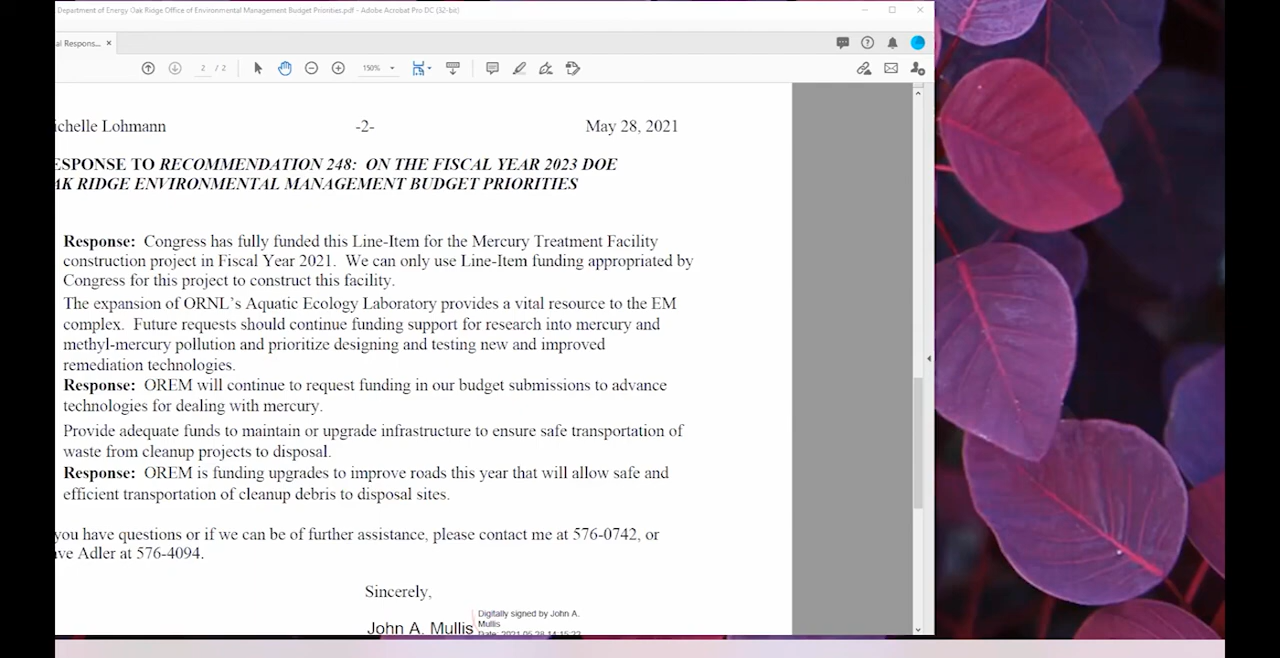 Department of Energy Oak Ridge Office of Environmental Management Budget Priorities.pdf - Adobe Acrobat Pro DC (32-bit)
al Respons... ×
2 / 2
150%
ichelle Lohmann -2- May 28, 2021
ESPONSE TO RECOMMENDATION 248: ON THE FISCAL YEAR 2023 DOE
AK RIDGE ENVIRONMENTAL MANAGEMENT BUDGET PRIORITIES
Response: Congress has fully funded this Line-Item for the Mercury Treatment Facility
construction project in Fiscal Year 2021. We can only use Line-Item funding appropriated by
Congress for this project to construct this facility.
The expansion of ORNL's Aquatic Ecology Laboratory provides a vital resource to the EM
complex. Future requests should continue funding support for research into mercury and
methyl-mercury pollution and prioritize designing and testing new and improved
remediation technologies.
Response: OREM will continue to request funding in our budget submissions to advance
technologies for dealing with mercury.
Provide adequate funds to maintain or upgrade infrastructure to ensure safe transportation of
waste from cleanup projects to disposal.
Response: OREM is funding upgrades to improve roads this year that will allow safe and
efficient transportation of cleanup debris to disposal sites.
you have questions or if we can be of further assistance, please contact me at 576-0742, or
ve Adler at 576-4094.
Sincerely,
Digitally signed by John A.
John A. Mullis Mullis
Date: 2021.05.28 14:15:22